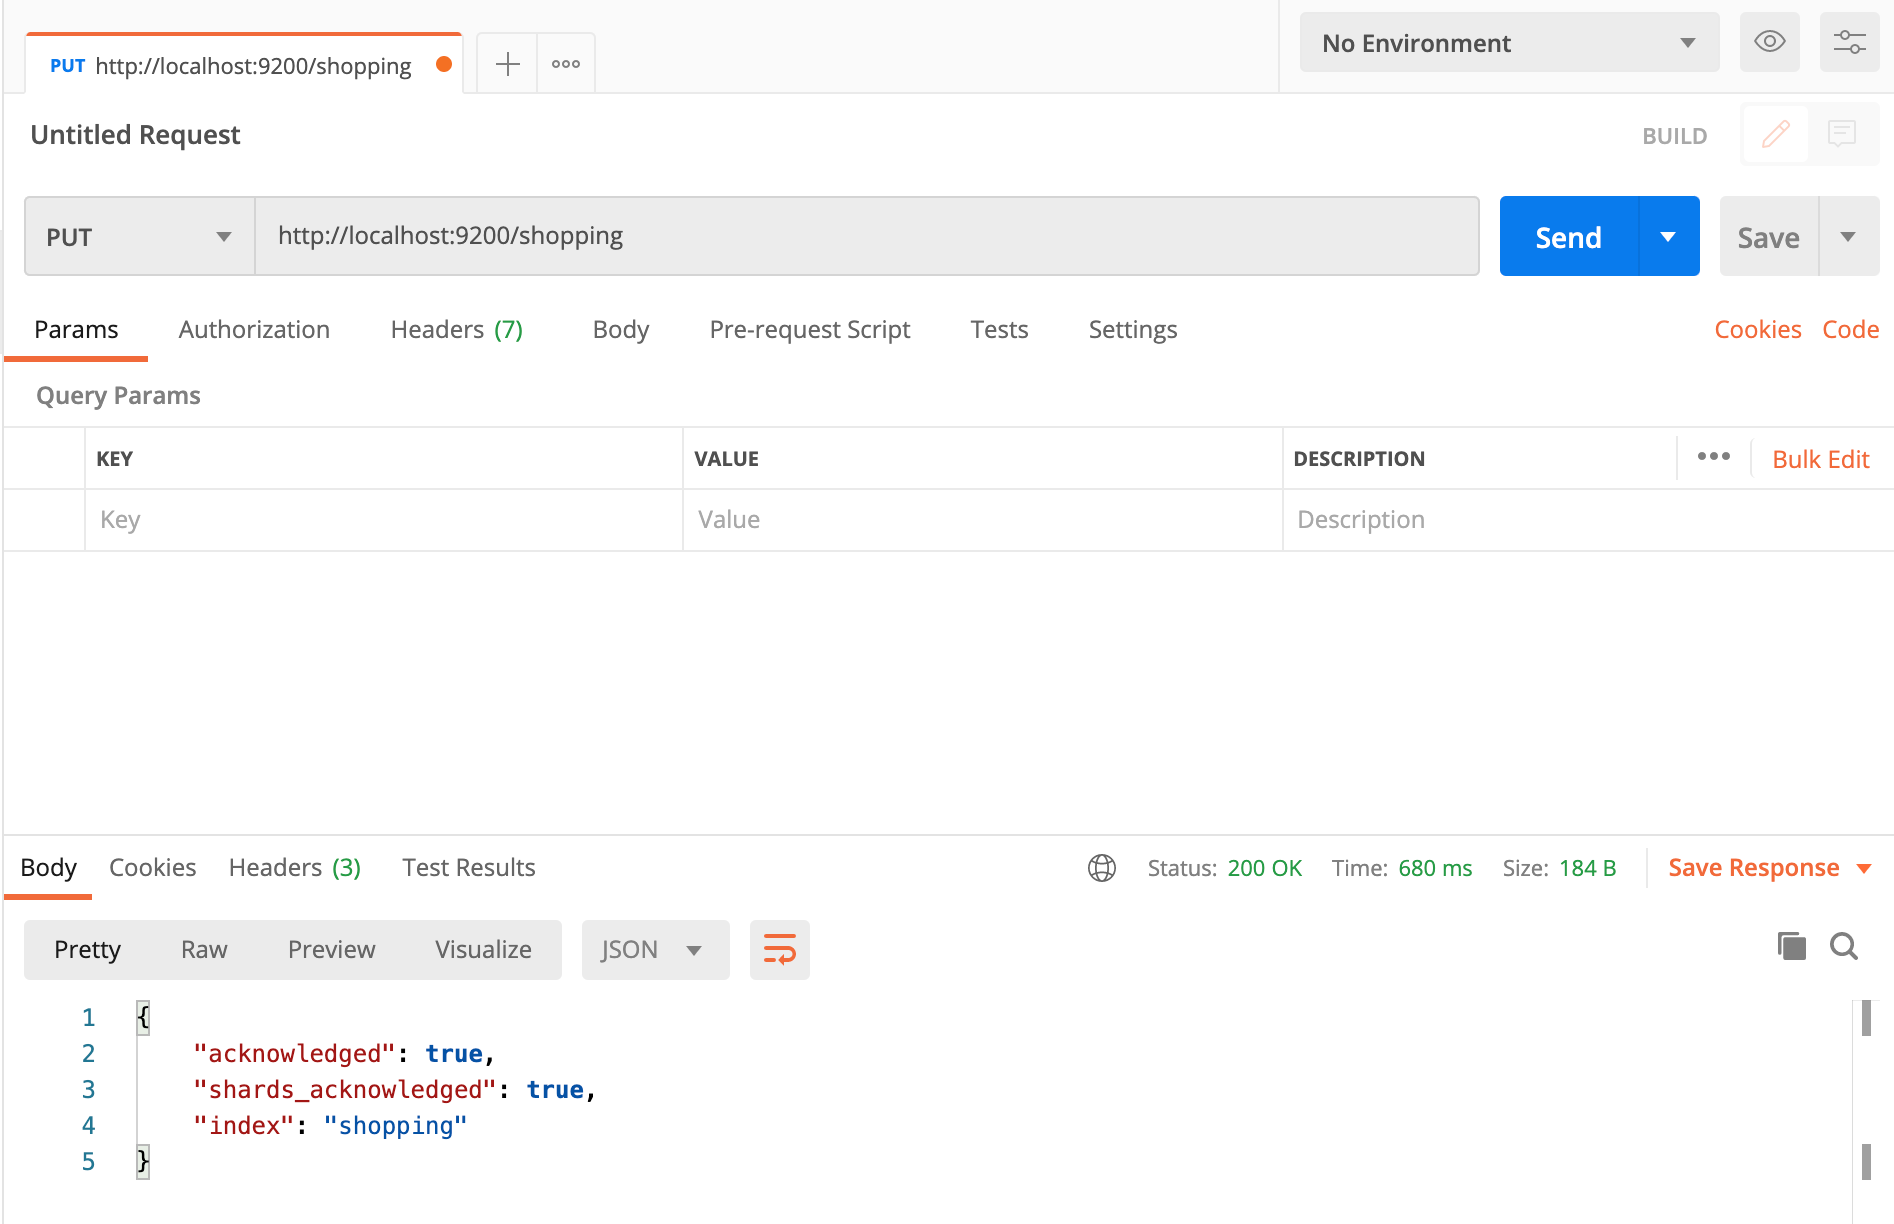 PUT http://localhost:9200/shopping
No Environment
Untitled Request
BUILD
PUT http://localhost:9200/shopping Send Save
Params Authorization Headers (7) Body Pre-request Script Tests Settings Cookies Code
Query Params
KEY VALUE DESCRIPTION ••• Bulk Edit
Key Value Description
Body Cookies Headers (3) Test Results Status: 200 OK Time: 680 ms Size: 184 B Save Response
Pretty Raw Preview Visualize JSON
1 {
2 "acknowledged": true,
3 "shards_acknowledged": true,
4 "index": "shopping"
5 }